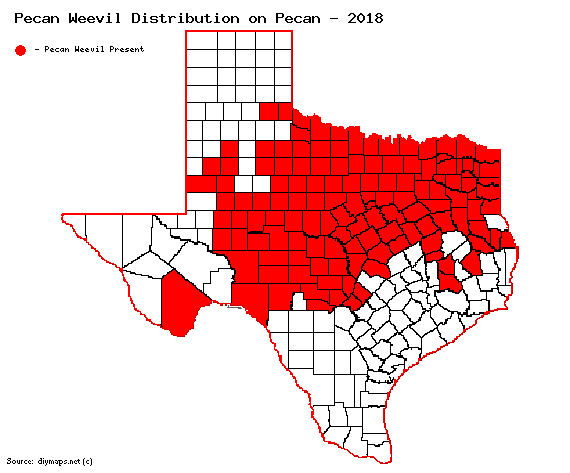 Pecan Weevil Distribution on Pecan - 2018
- Pecan Weevil Present
Source: diymaps.net (c)